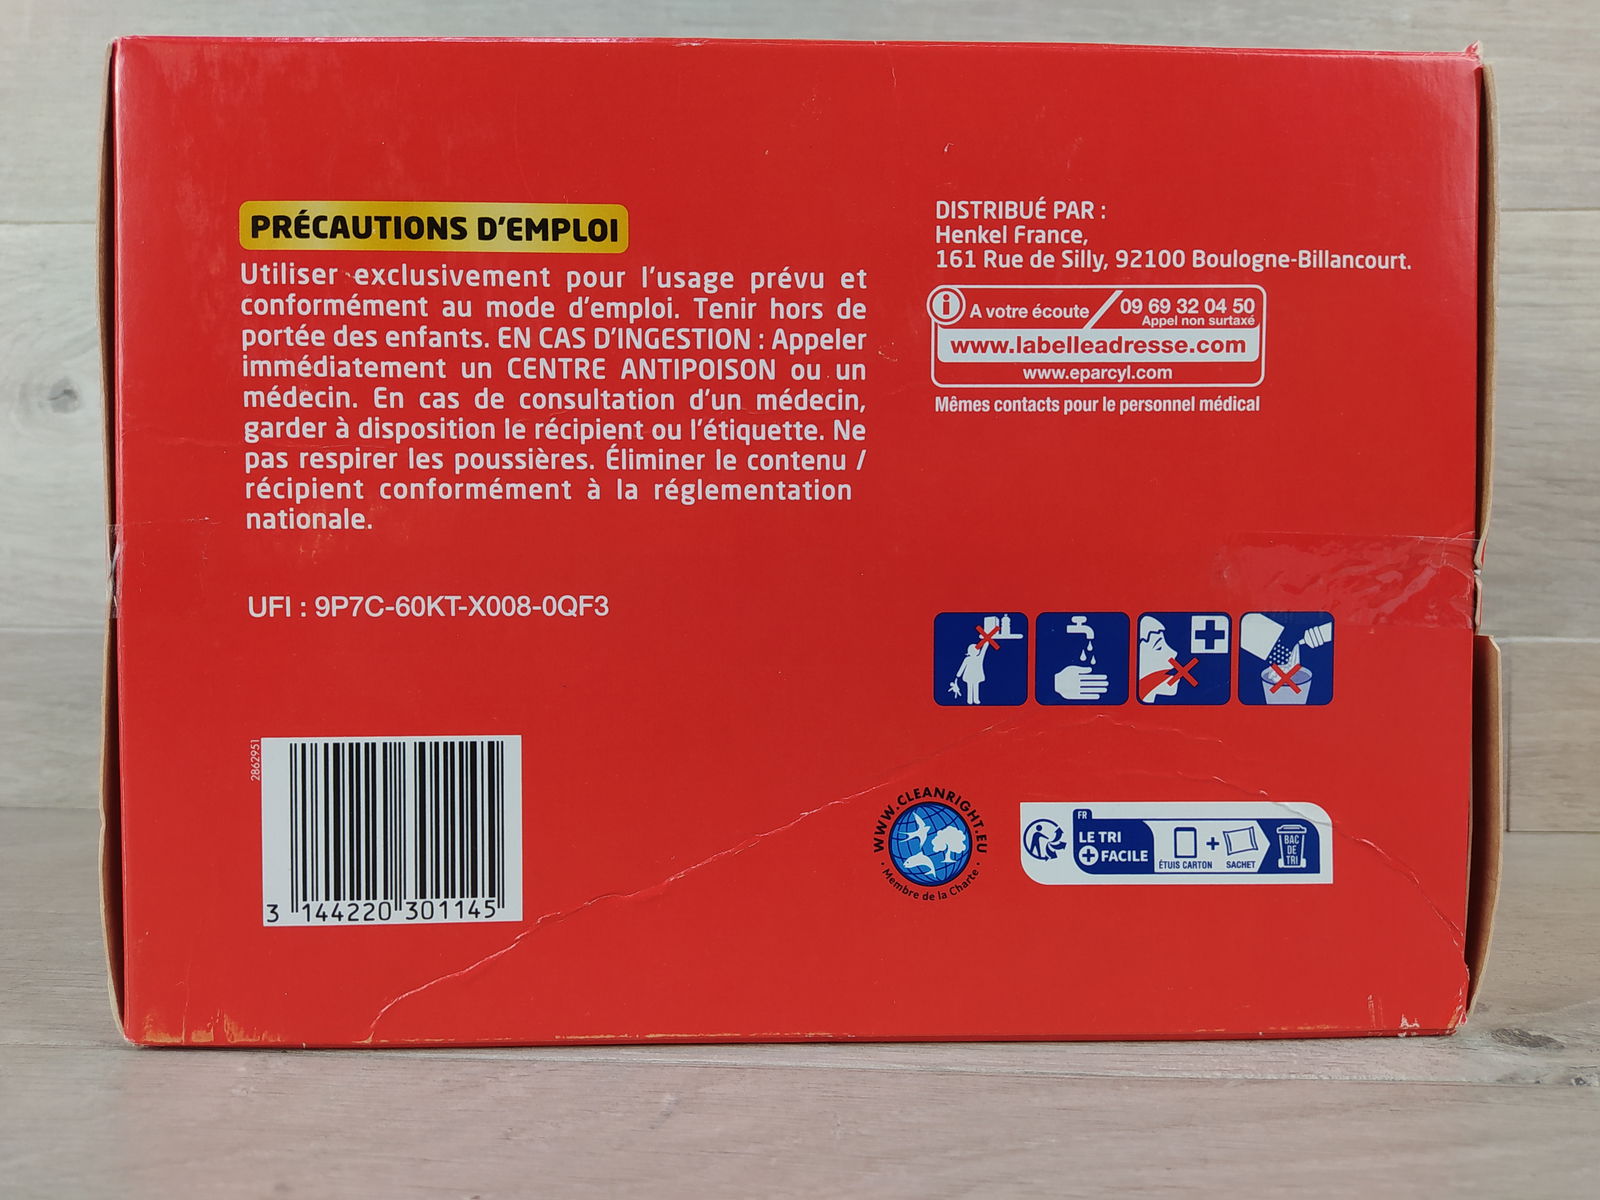 PRÉCAUTIONS D'EMPLOI
Utiliser exclusivement pour l'usage prévu et
conformément au mode d'emploi. Tenir hors de
portée des enfants. EN CAS D'INGESTION : Appeler
immédiatement un CENTRE ANTIPOISON ou un
médecin. En cas de consultation d'un médecin,
garder à disposition le récipient ou l'étiquette. Ne
pas respirer les poussières. Éliminer le contenu /
récipient conformément à la réglementation
nationale.
UFI : 9P7C-60KT-X008-0QF3
2862951
3 144220 301145
DISTRIBUÉ PAR :
Henkel France,
161 Rue de Silly, 92100 Boulogne-Billancourt.
i A votre écoute / 09 69 32 04 50
Appel non surtaxé
www.labelleadresse.com
www.eparcyl.com
Mêmes contacts pour le personnel médical
WWW.CLEANRIGHT.EU
• Membre de la Charte •
FR
LE TRI
+ FACILE
ÉTUIS CARTON + SACHET
BAC
DE
TRI